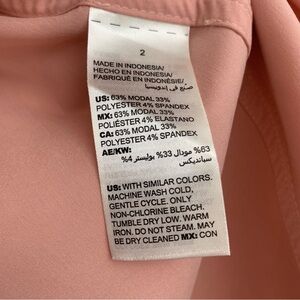 2
MADE IN INDONESIA/
HECHO EN INDONESIA/
FABRIQUÉ EN INDONÉSIE/
صنع في إندونيسيا
US: 63% MODAL 33%
POLYESTER 4% SPANDEX
MX: 63% MODAL 33%
POLIÉSTER 4% ELASTANO
CA: 63% MODAL 33%
POLYESTER 4% SPANDEX
AE/KW:
63% مودال 33% بوليستر 4%
سباندیکس
US: WITH SIMILAR COLORS.
MACHINE WASH COLD,
GENTLE CYCLE. ONLY
NON-CHLORINE BLEACH.
TUMBLE DRY LOW. WARM
IRON. DO NOT STEAM. MAY
BE DRY CLEANED MX: CON